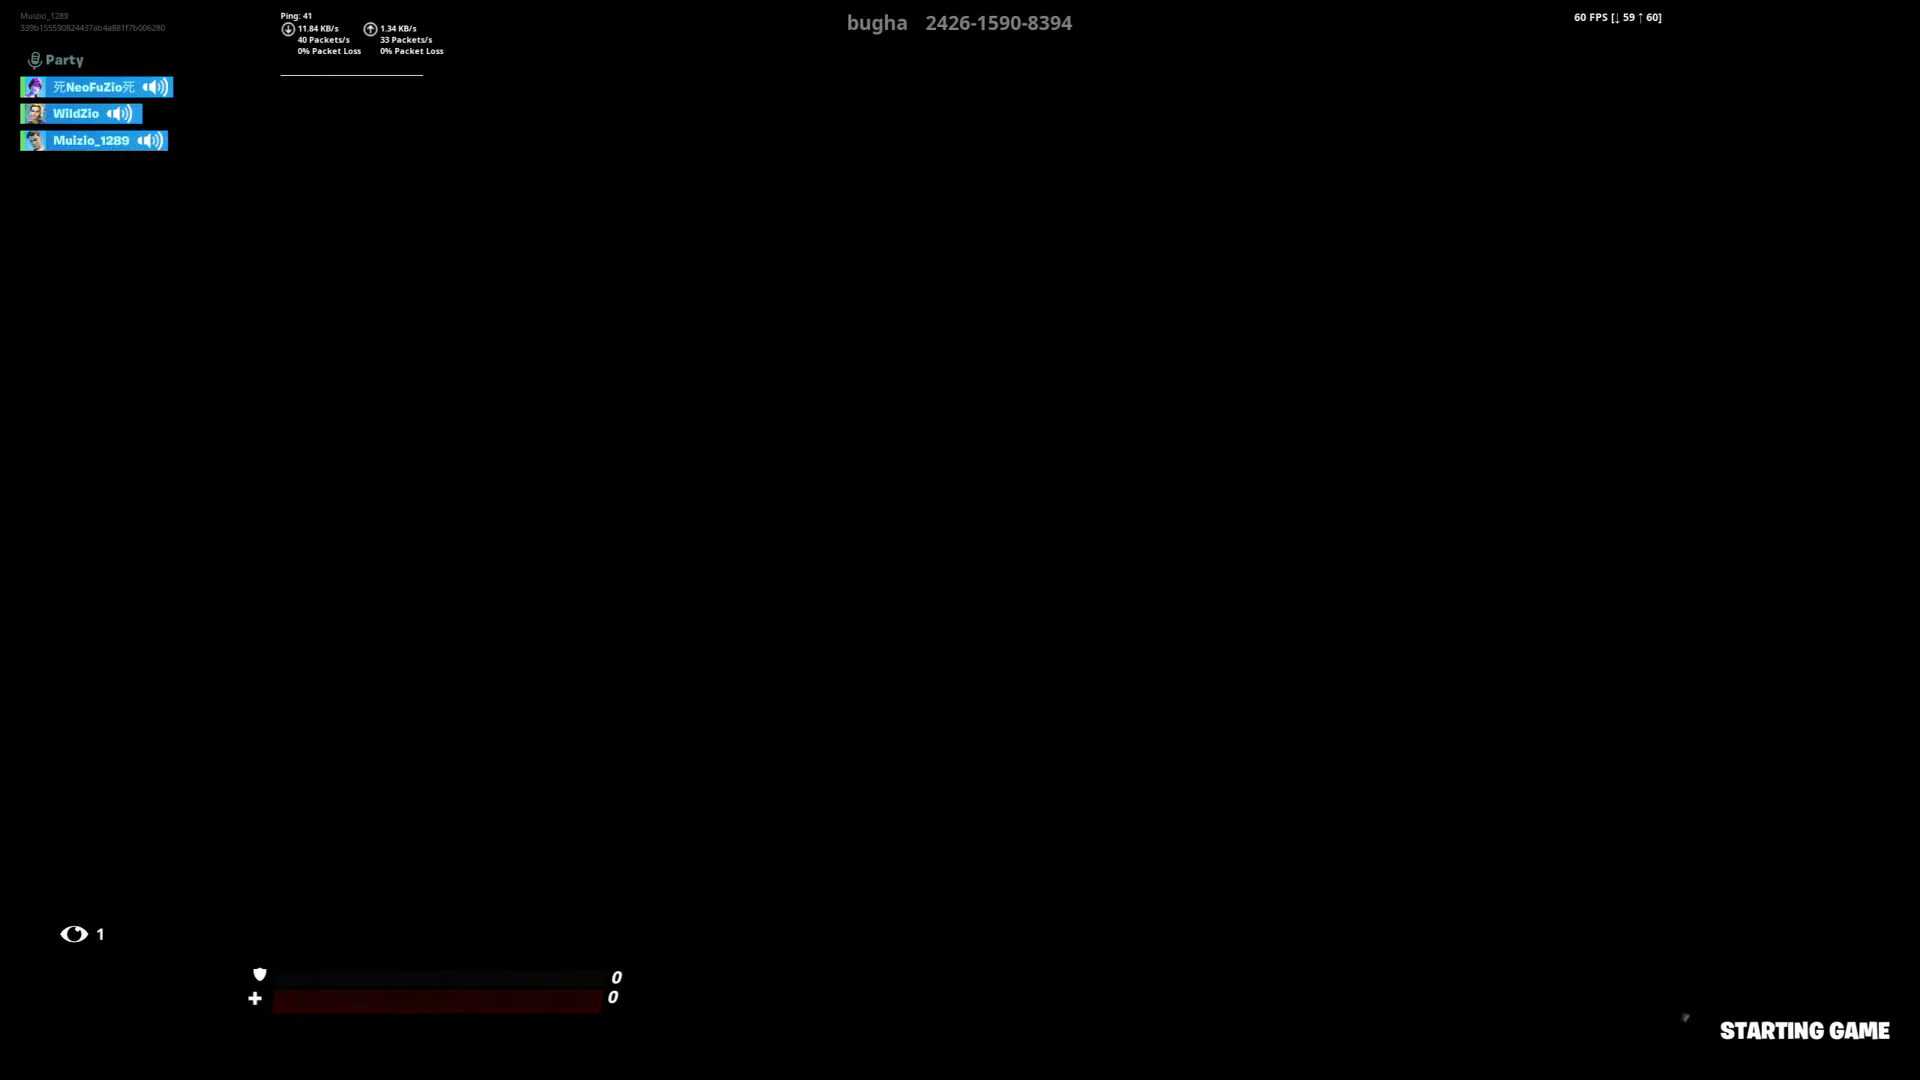 Muizio_1289
339b155590824437ab4a881f7b006280
Ping: 41
11.84 KB/s 1.34 KB/s
40 Packets/s 33 Packets/s
0% Packet Loss 0% Packet Loss
bugha 2426-1590-8394
60 FPS [↓ 59 ↑ 60]
Party
死NeoFuZio死
WildZio
Muizio_1289
1
0
0
STARTING GAME